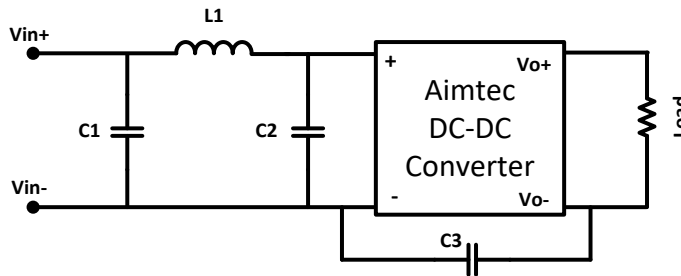 L1
Vin+
C1
C2
+
Vo+
Aimtec
DC-DC
Converter
Load
Vin-
-
Vo-
C3